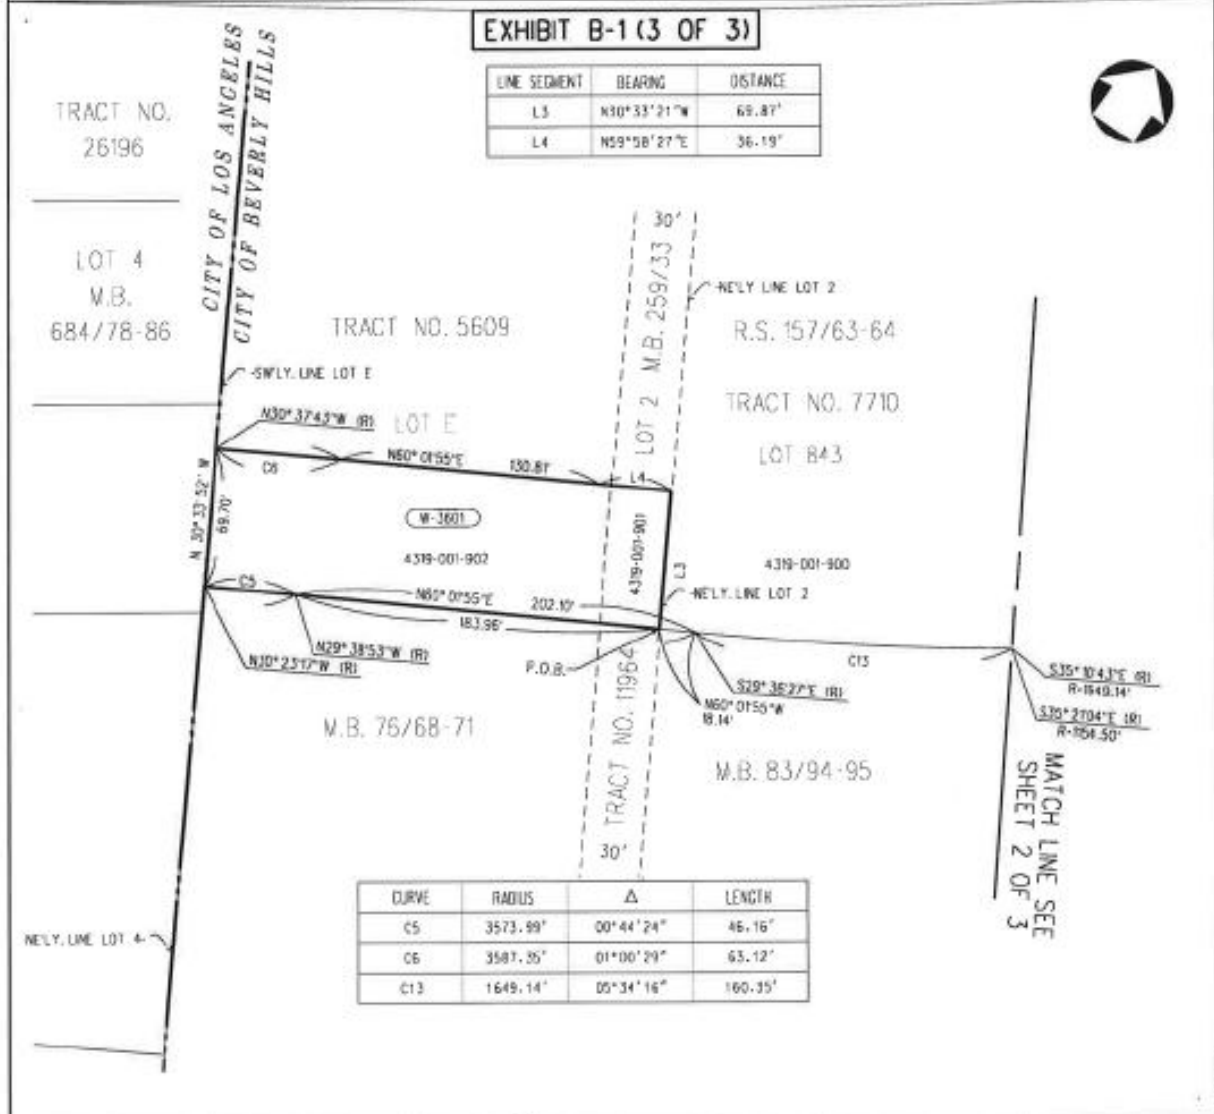 EXHIBIT B-1 (3 OF 3)
LINE SEGMENT BEARING DISTANCE
L3 N30°33'21"W 69.87'
L4 N59°58'27"E 36.19'
TRACT NO.
26196
CITY OF LOS ANGELES
CITY OF BEVERLY HILLS
LOT 4
M.B.
684/78-86
TRACT NO. 5609
30'
LOT 2 M.B. 259/33
NE'LY LINE LOT 2
R.S. 157/63-64
TRACT NO. 7710
LOT 843
SW'LY. LINE LOT E
N30°37'43"W (R)
LOT E
C6
N60°01'55"E
130.81'
L4
N 30°33'52" W
69.70'
W-3601
4319-001-902
4319-001-901
L3
4319-001-900
NE'LY. LINE LOT 2
C5
N60°01'55"E
202.10'
183.96'
N29°38'53"W (R)
N30°23'17"W (R)
P.O.B.
S29°36'27"E (R)
N60°01'55"W
18.14'
C13
S35°10'43"E (R)
R=1649.14'
S35°21'04"E (R)
R=1154.50'
M.B. 76/68-71
TRACT NO. 11964
M.B. 83/94-95
MATCH LINE SEE
SHEET 2 OF 3
30'
CURVE RADIUS Δ LENGTH
C5 3573.99' 00°44'24" 46.16'
C6 3587.35' 01°00'29" 63.12'
C13 1649.14' 05°34'16" 160.35'
NE'LY. LINE LOT 4